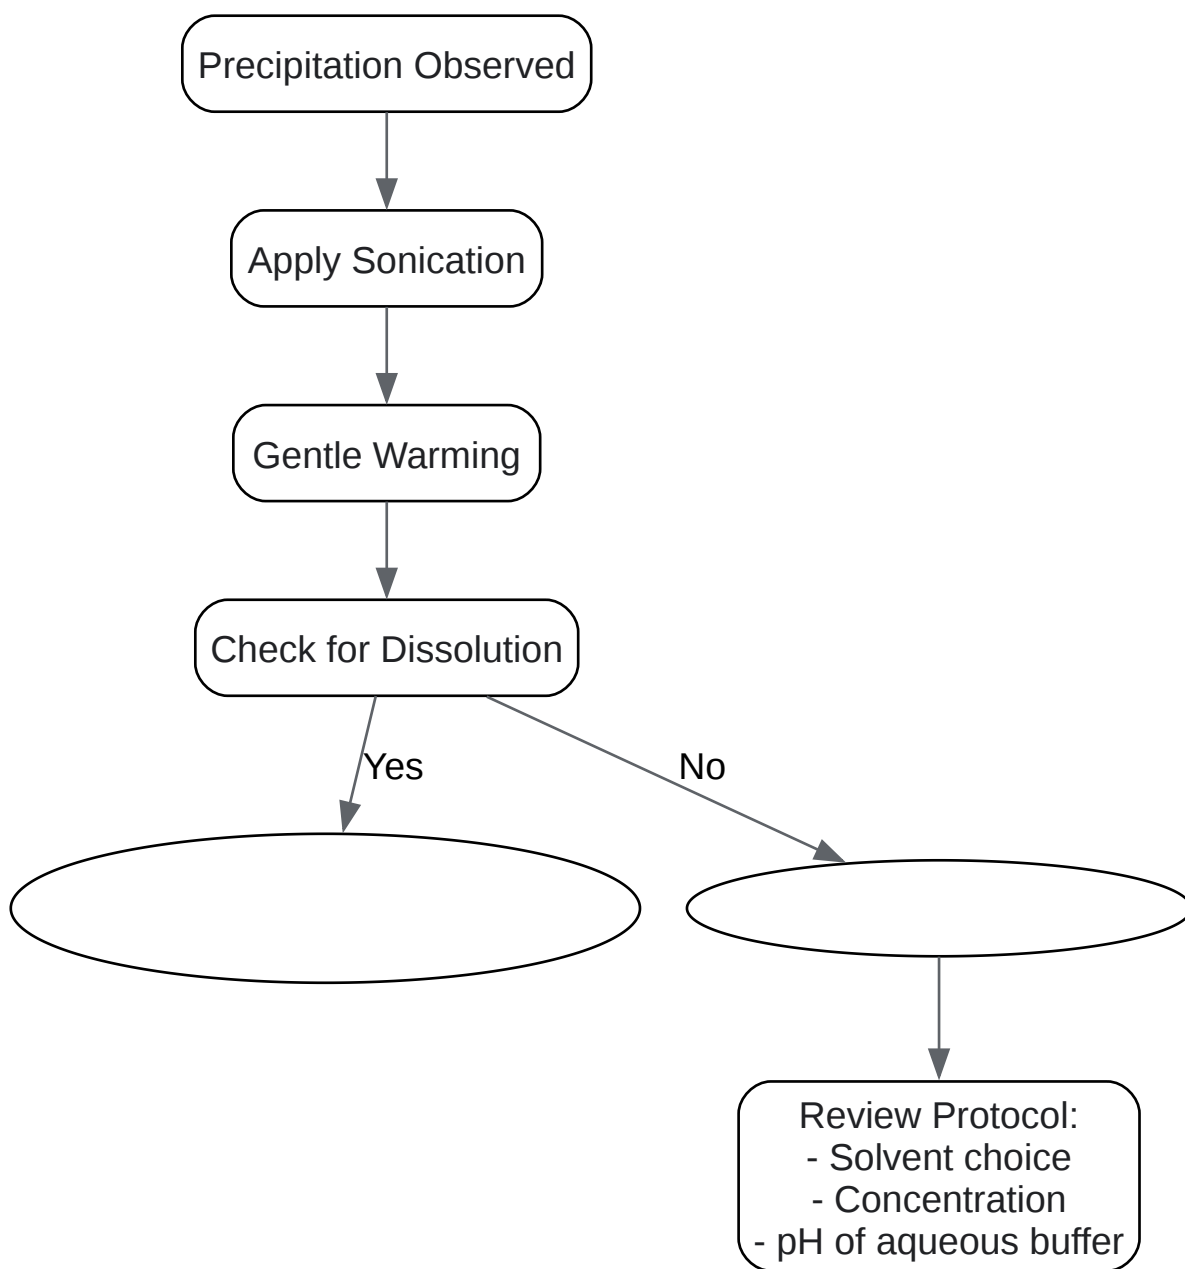 Precipitation Observed
Apply Sonication
Gentle Warming
Check for Dissolution
Yes
No
Review Protocol:
- Solvent choice
- Concentration
- pH of aqueous buffer